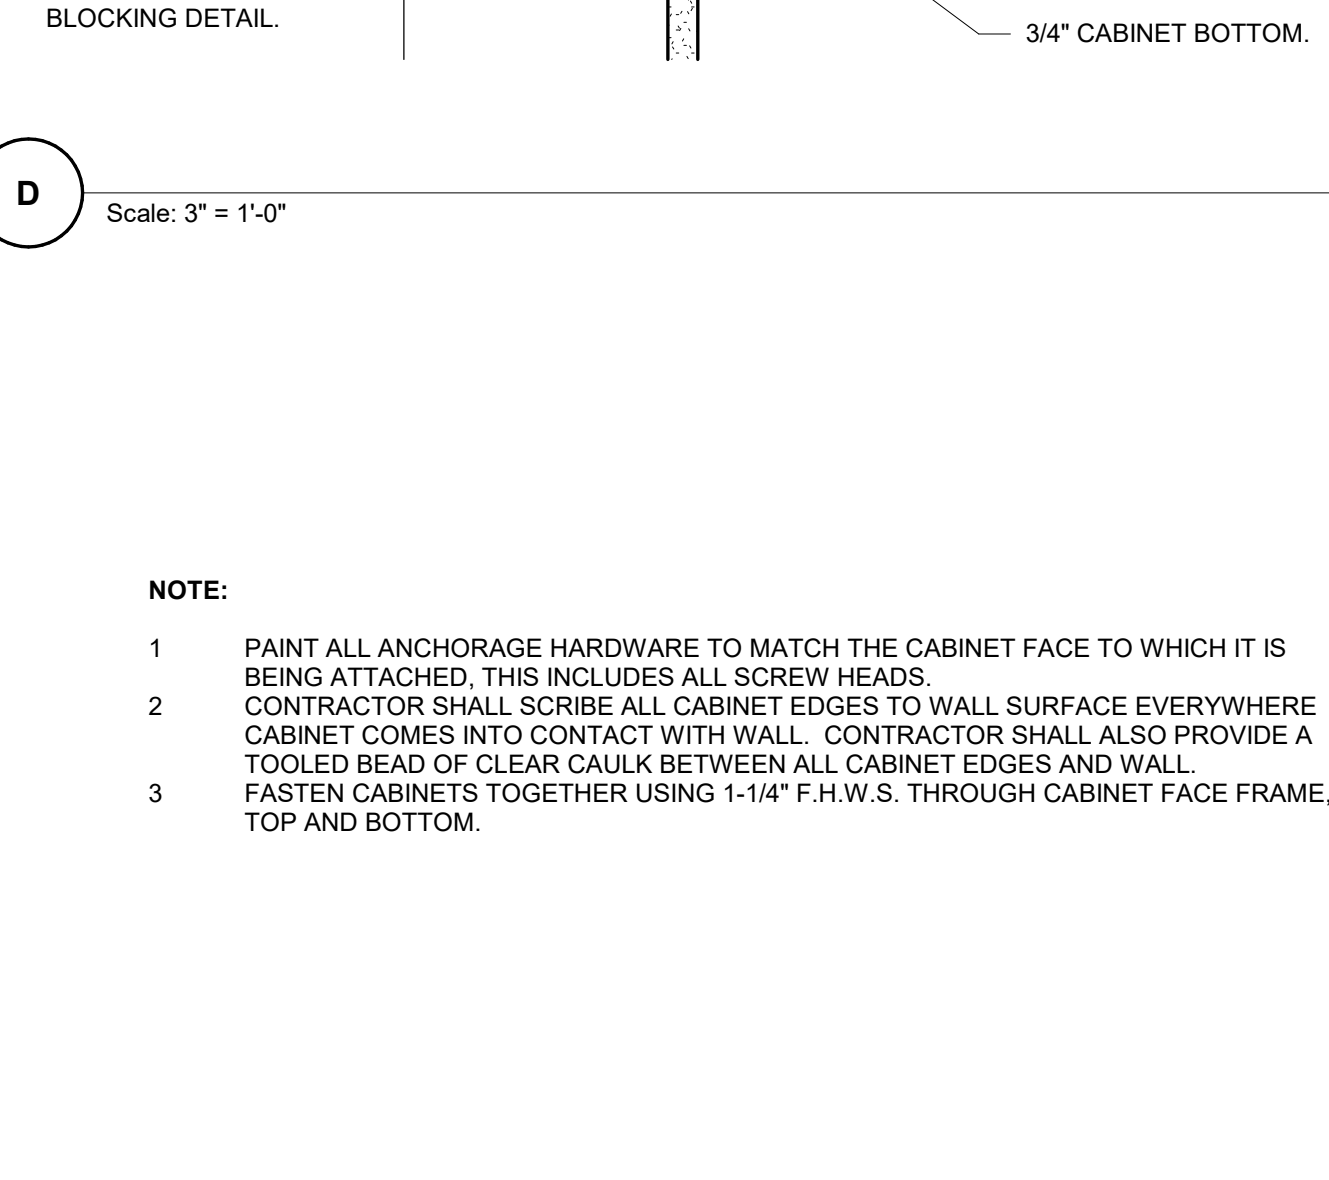 BLOCKING DETAIL.
3/4" CABINET BOTTOM.
D
Scale: 3" = 1'-0"
NOTE:
1 PAINT ALL ANCHORAGE HARDWARE TO MATCH THE CABINET FACE TO WHICH IT IS
BEING ATTACHED, THIS INCLUDES ALL SCREW HEADS.
2 CONTRACTOR SHALL SCRIBE ALL CABINET EDGES TO WALL SURFACE EVERYWHERE
CABINET COMES INTO CONTACT WITH WALL.  CONTRACTOR SHALL ALSO PROVIDE A
TOOLED BEAD OF CLEAR CAULK BETWEEN ALL CABINET EDGES AND WALL.
3 FASTEN CABINETS TOGETHER USING 1-1/4" F.H.W.S. THROUGH CABINET FACE FRAME,
TOP AND BOTTOM.